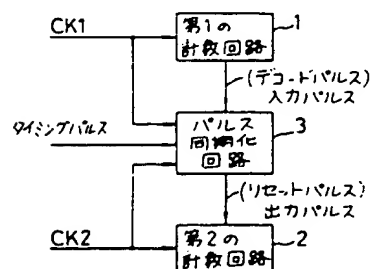 CK1
第1の
計数回路
1
(デコードパルス)
入力パルス
タイミングパルス
パルス
同期化
回路
3
(リセットパルス)
出力パルス
CK2
第2の
計数回路
2